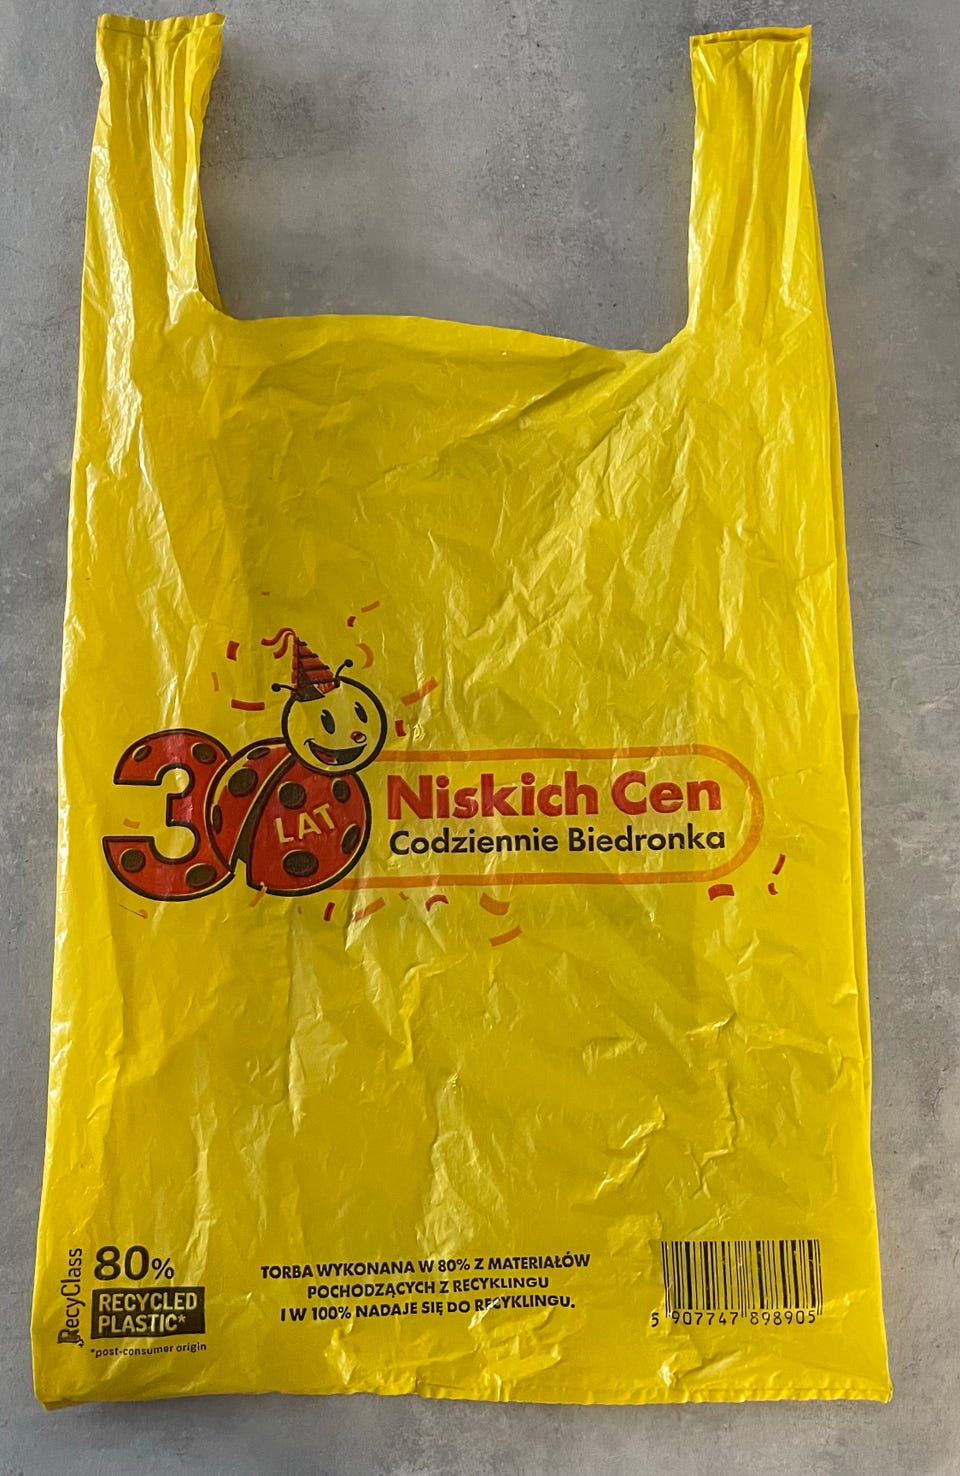 30
LAT
Niskich Cen
Codziennie Biedronka
RecyClass
80%
RECYCLED
PLASTIC*
*post-consumer origin
TORBA WYKONANA W 80% Z MATERIAŁÓW
POCHODZĄCYCH Z RECYKLINGU
I W 100% NADAJE SIĘ DO RECYKLINGU.
5 907747 898905